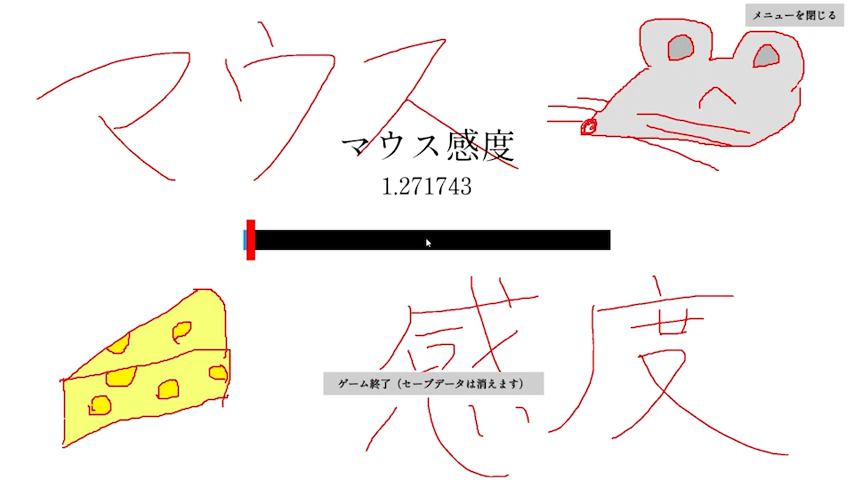 メニューを閉じる
マウス
マウス感度
1.271743
感度
ゲーム終了（セーブデータは消えます）